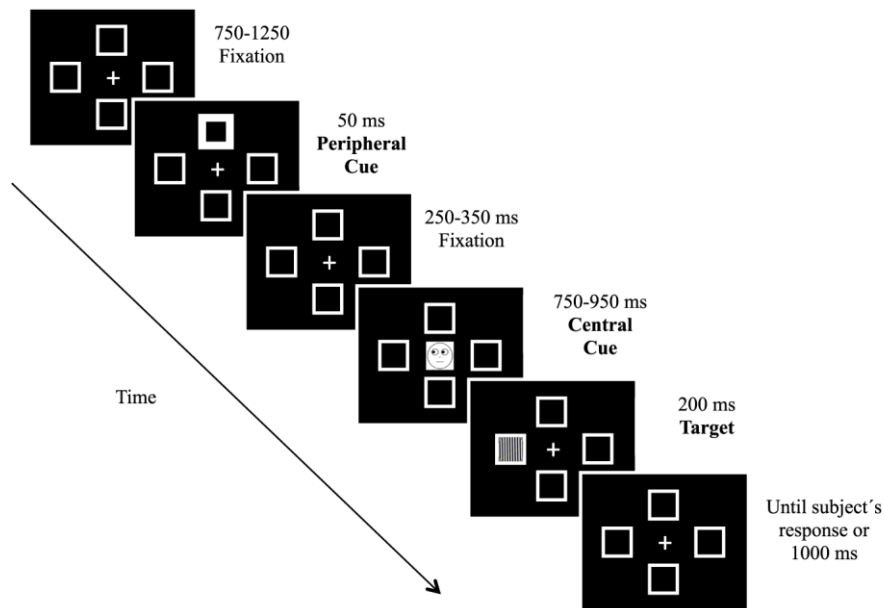 750-1250
Fixation
50 ms
Peripheral
Cue
250-350 ms
Fixation
750-950 ms
Central
Cue
Time
200 ms
Target
Until subject´s
response or
1000 ms